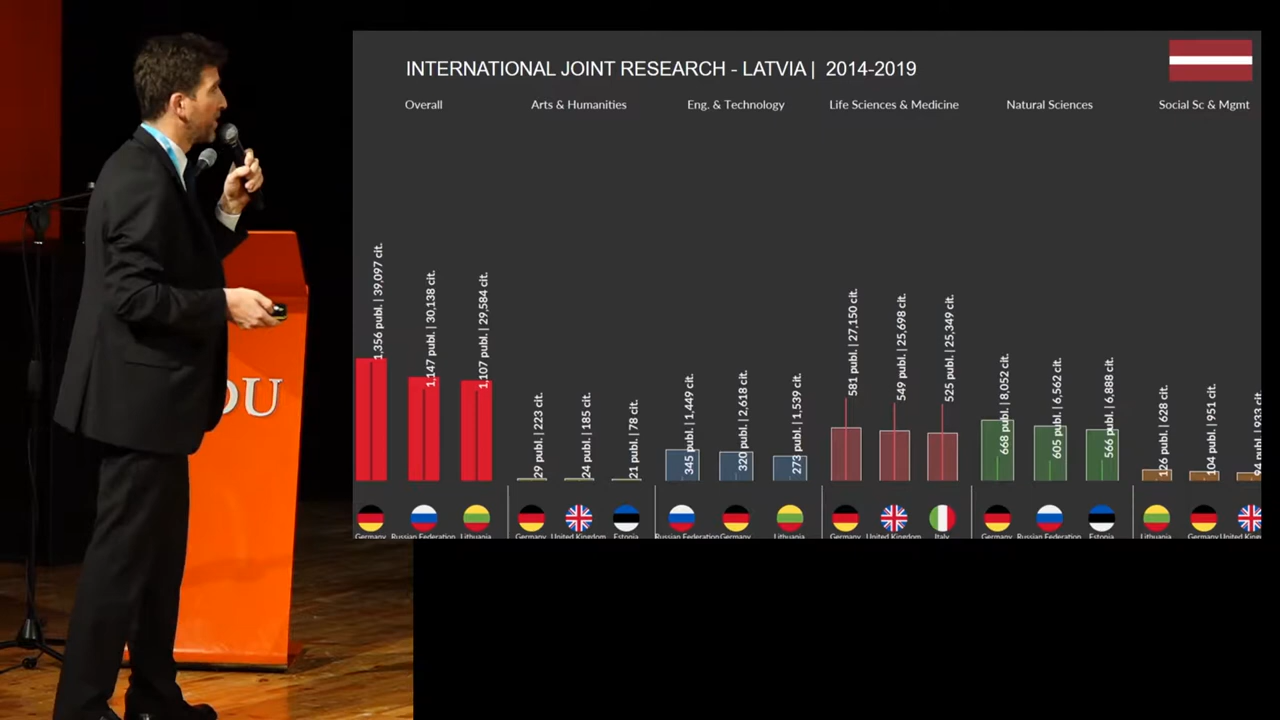 INTERNATIONAL JOINT RESEARCH - LATVIA | 2014-2019
Overall
Arts & Humanities
Eng. & Technology
Life Sciences & Medicine
Natural Sciences
Social Sc & Mgmt
1,356 publ. | 39,097 cit.
1,147 publ. | 30,138 cit.
1,107 publ. | 29,584 cit.
29 publ. | 223 cit.
24 publ. | 185 cit.
21 publ. | 78 cit.
345 publ. | 1,449 cit.
320 publ. | 2,618 cit.
273 publ. | 1,539 cit.
581 publ. | 27,150 cit.
549 publ. | 25,698 cit.
525 publ. | 25,349 cit.
668 publ. | 8,052 cit.
605 publ. | 6,562 cit.
566 publ. | 6,888 cit.
126 publ. | 628 cit.
104 publ. | 951 cit.
94 publ. | 933 cit.
Germany
Russian Federation
Lithuania
Germany
United Kingdom
Estonia
Russian Federation
Germany
Lithuania
Germany
United Kingdom
Italy
Germany
Russian Federation
Estonia
Lithuania
Germany
United King
OU